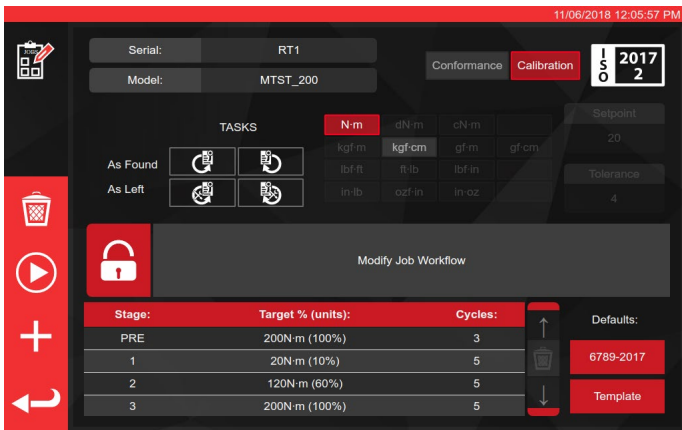 11/06/2018 12:05:57 PM
JOBS
Serial: RT1
Model: MTST_200
Conformance Calibration
ISO 2017 2
TASKS
As Found
As Left
N·m dN·m cN·m
kgf·m kgf·cm gf·m gf·cm
lbf·ft ft·lb lbf·in
in·lb ozf·in in·oz
Setpoint
20
Tolerance
4
Modify Job Workflow
Stage: Target % (units): Cycles:
PRE 200N·m (100%) 3
1 20N·m (10%) 5
2 120N·m (60%) 5
3 200N·m (100%) 5
Defaults:
6789-2017
Template